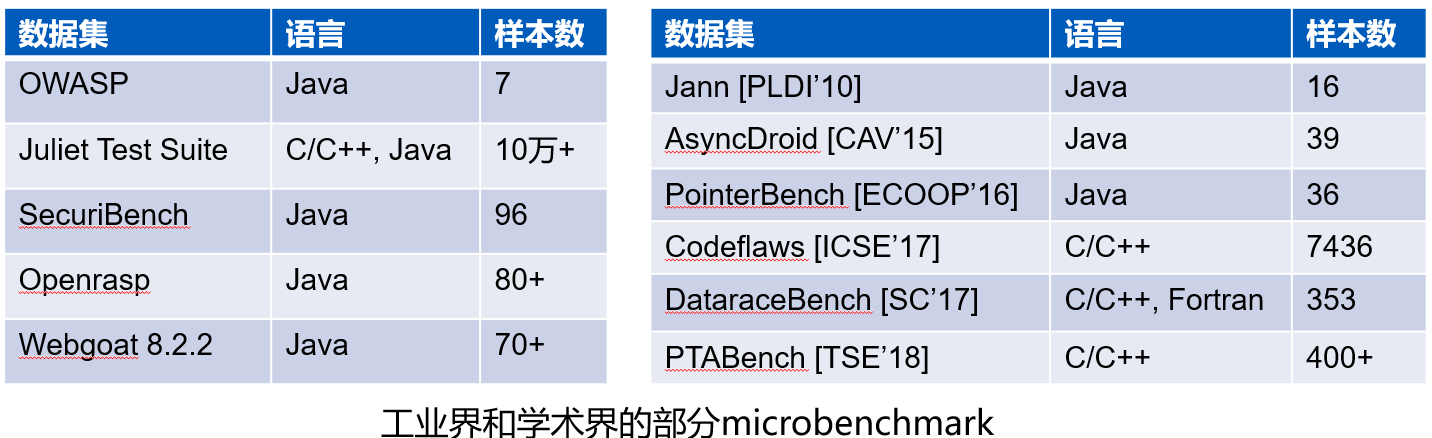 数据集 语言 样本数
OWASP Java 7
Juliet Test Suite C/C++, Java 10万+
SecuriBench Java 96
Openrasp Java 80+
Webgoat 8.2.2 Java 70+
数据集 语言 样本数
Jann [PLDI’10] Java 16
AsyncDroid [CAV’15] Java 39
PointerBench [ECOOP’16] Java 36
Codeflaws [ICSE’17] C/C++ 7436
DataraceBench [SC’17] C/C++, Fortran 353
PTABench [TSE’18] C/C++ 400+
工业界和学术界的部分microbenchmark